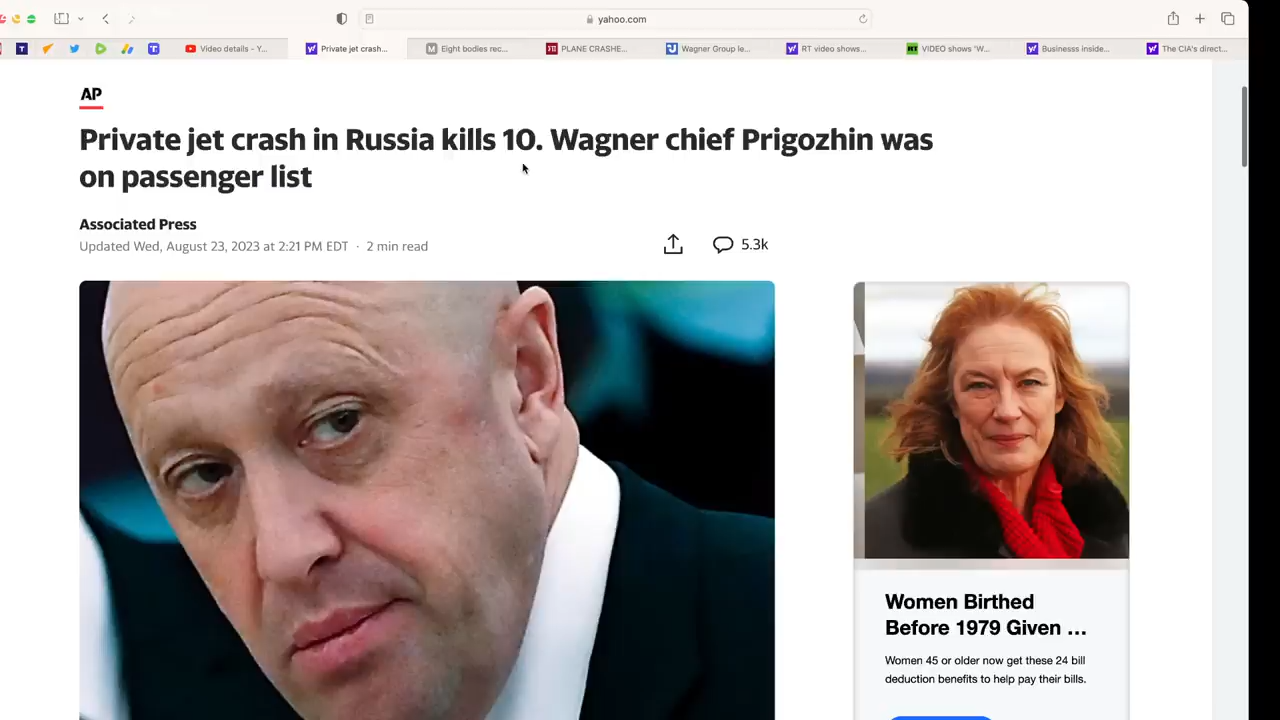 yahoo.com
Video details - Y...
Private jet crash...
Eight bodies rec...
PLANE CRASHE...
Wagner Group le...
RT video shows...
VIDEO shows 'W...
Businesss inside...
The CIA's direct...
AP
Private jet crash in Russia kills 10. Wagner chief Prigozhin was
on passenger list
Associated Press
Updated Wed, August 23, 2023 at 2:21 PM EDT · 2 min read
5.3k
Women Birthed
Before 1979 Given ...
Women 45 or older now get these 24 bill
deduction benefits to help pay their bills.